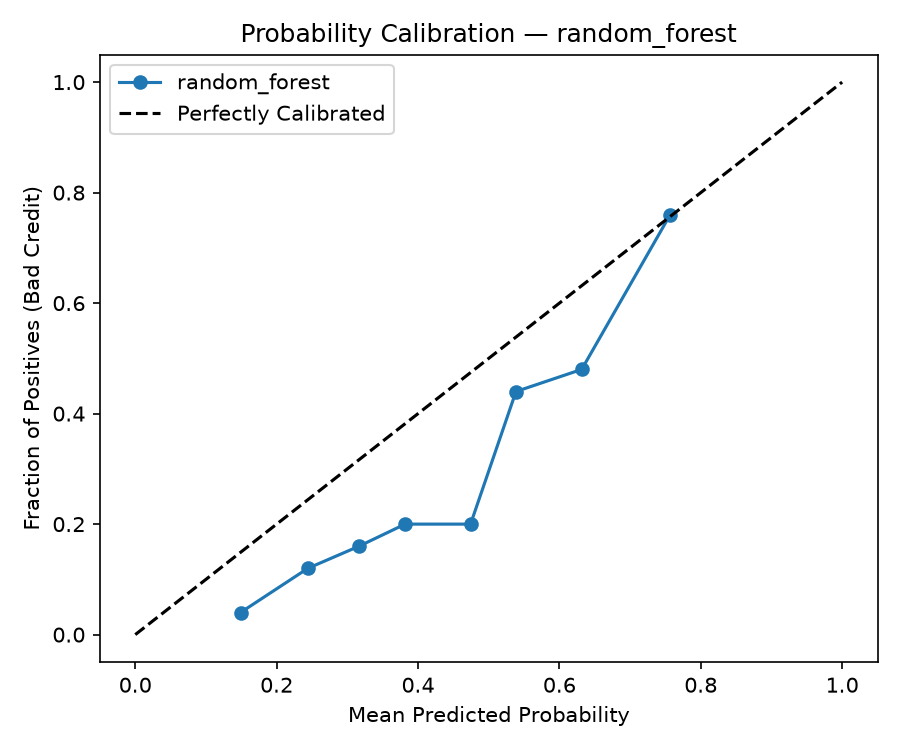 Probability Calibration — random_forest
random_forest
Perfectly Calibrated
Fraction of Positives (Bad Credit)
1.0
0.8
0.6
0.4
0.2
0.0
0.0 0.2 0.4 0.6 0.8 1.0
Mean Predicted Probability